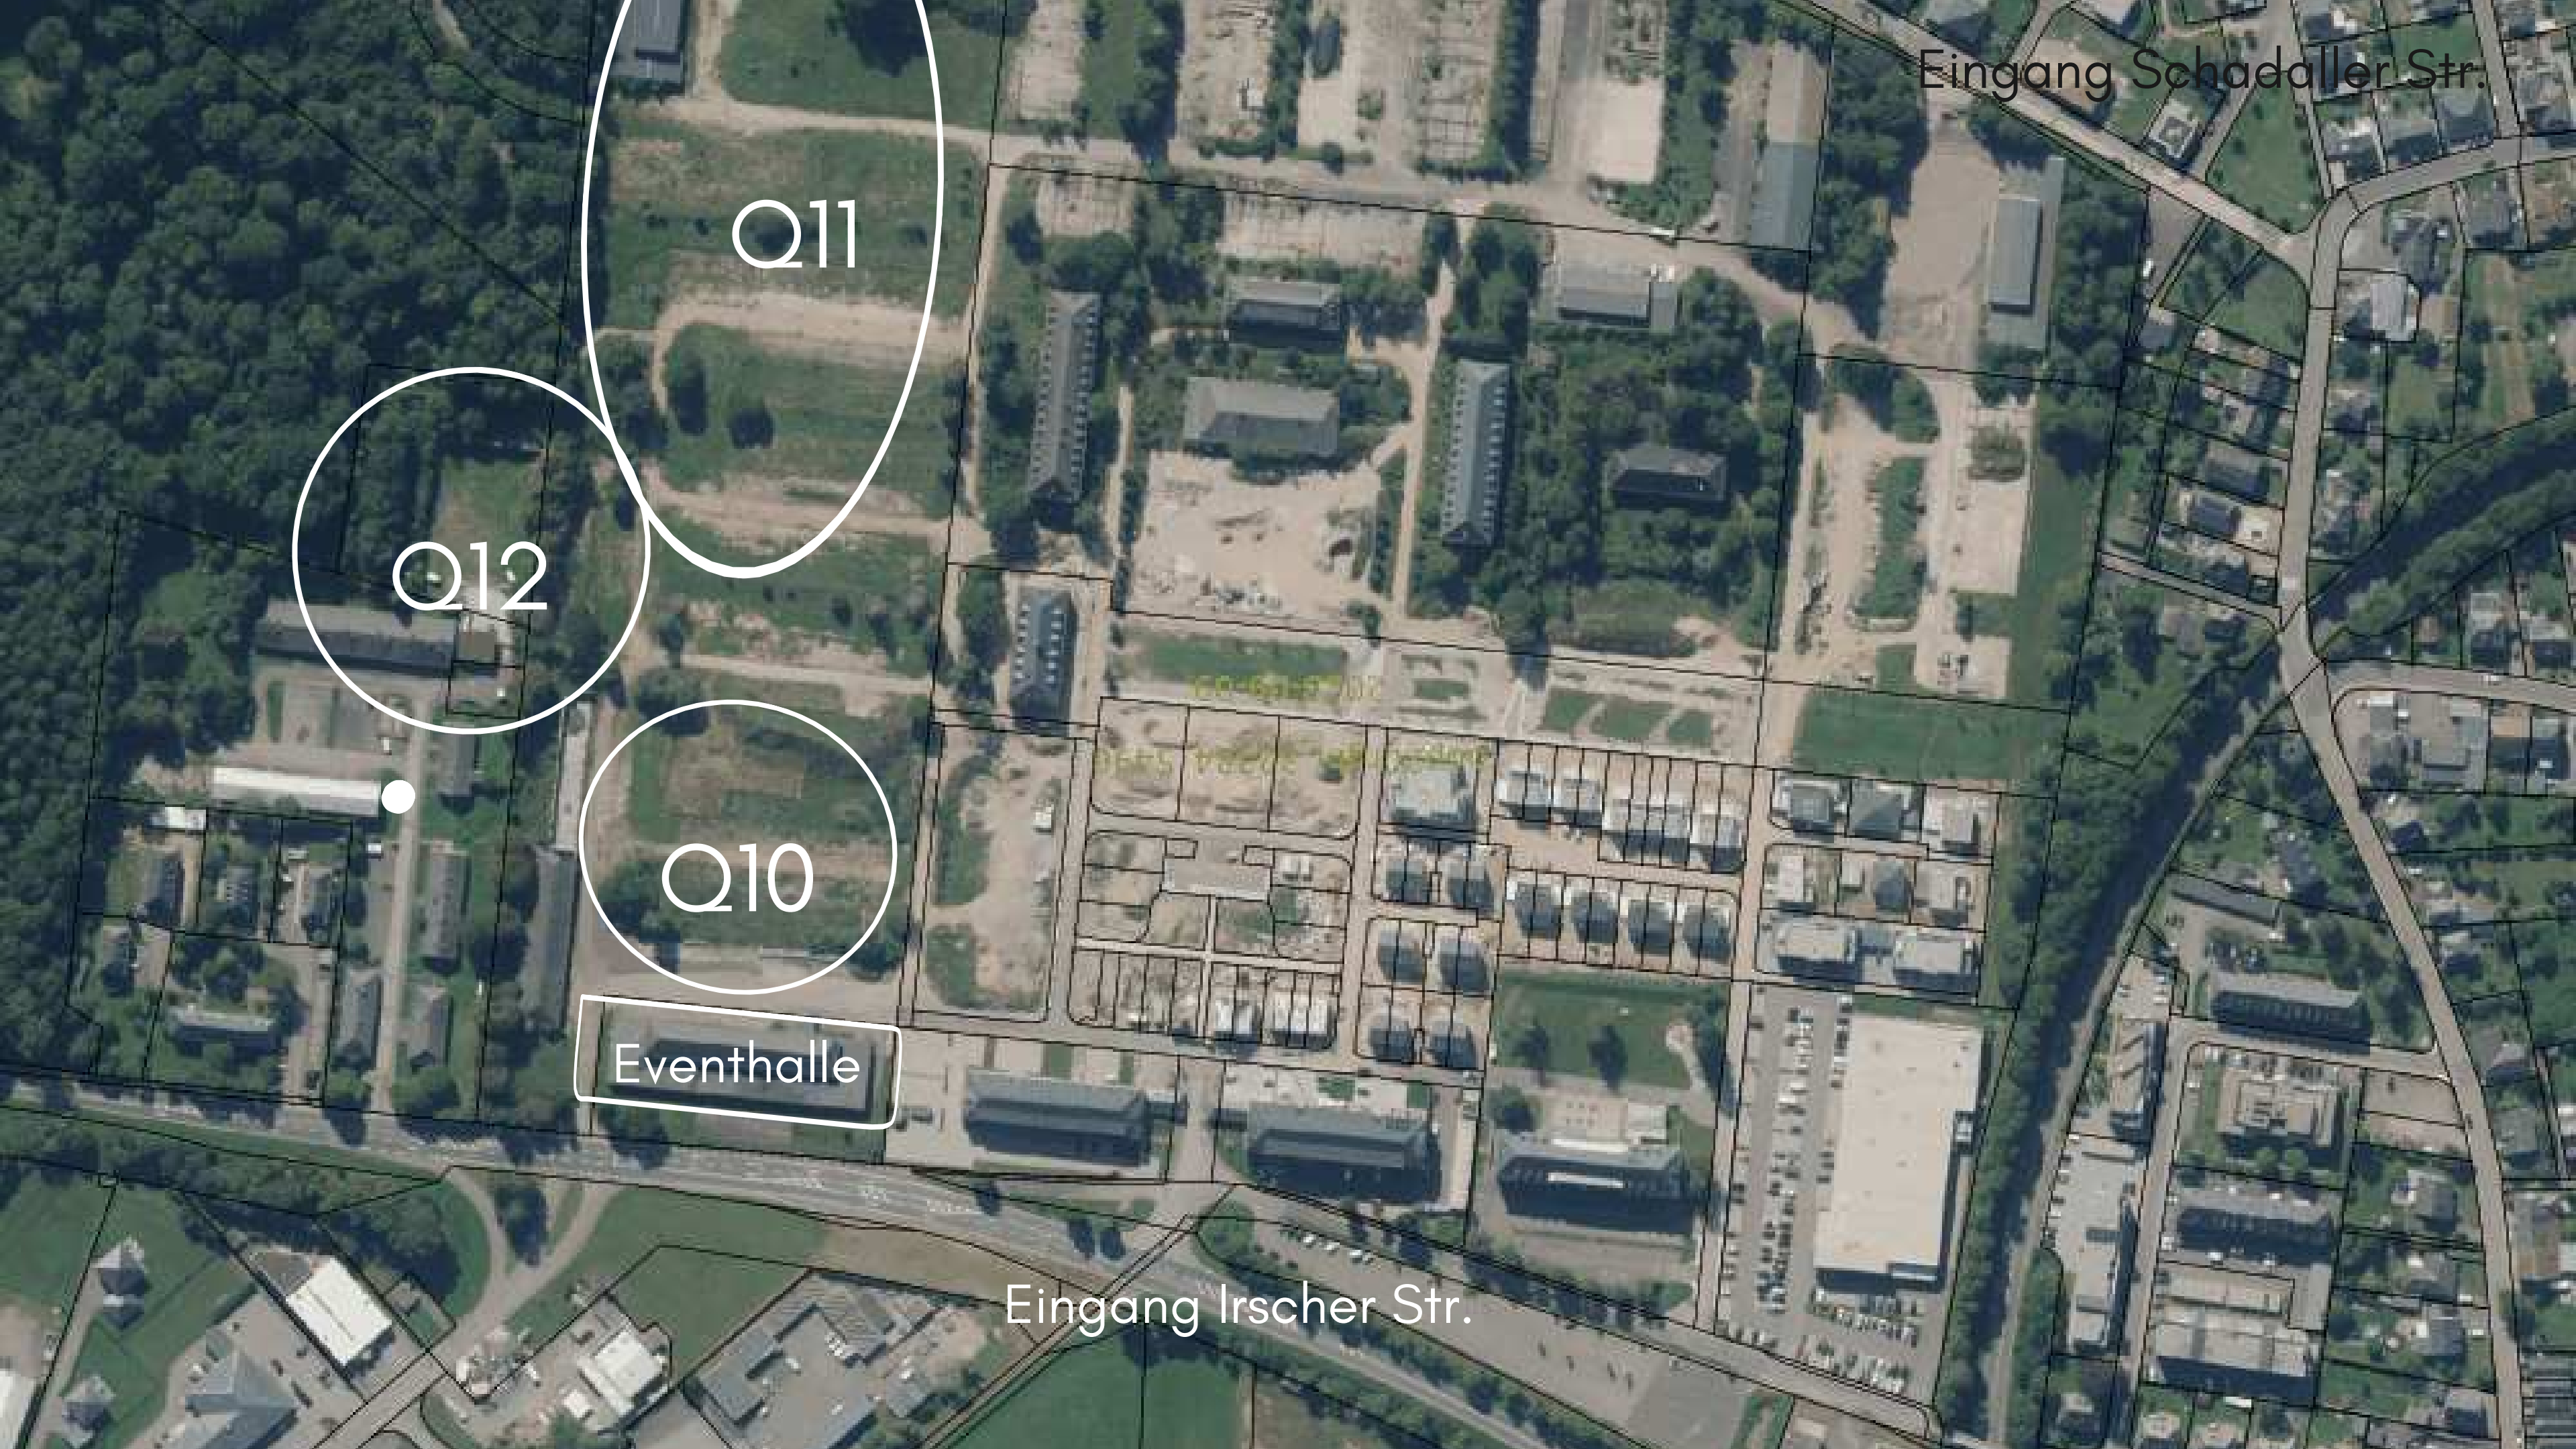 Eingang Schadaller Str.
Q11
Q12
Q10
Eventhalle
Eingang Irscher Str.